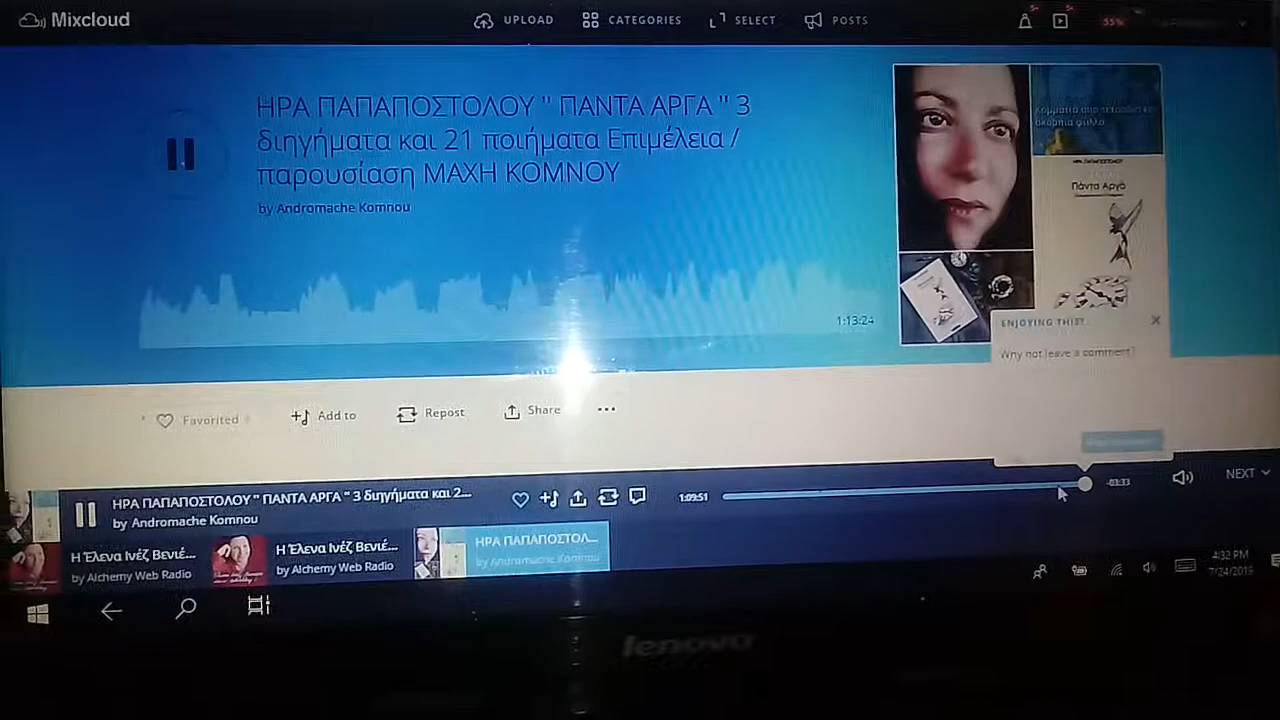 Mixcloud
UPLOAD
CATEGORIES
SELECT
POSTS
55%
ΗΡΑ ΠΑΠΑΠΟΣΤΟΛΟΥ " ΠΑΝΤΑ ΑΡΓΑ " 3
διηγήματα και 21 ποιήματα Επιμέλεια /
παρουσίαση ΜΑΧΗ ΚΟΜΝΟΥ
by Andromache Komnou
1:13:24
ΗΡΑ ΠΑΠΑΠΟΣΤΟΛΟΥ
Πάντα Αργά
ENJOYING THIS?
Why not leave a comment?
Favorited
Add to
Repost
Share
ΗΡΑ ΠΑΠΑΠΟΣΤΟΛΟΥ " ΠΑΝΤΑ ΑΡΓΑ " 3 διηγήματα και 2...
by Andromache Komnou
1:09:51
-03:33
NEXT
Η Έλενα Ινέζ Βενιέ...
by Alchemy Web Radio
Η Έλενα Ινέζ Βενιέ...
by Alchemy Web Radio
ΗΡΑ ΠΑΠΑΠΟΣΤΟΛ...
by Andromache Komnou
4:32 PM
7/24/2019
lenovo